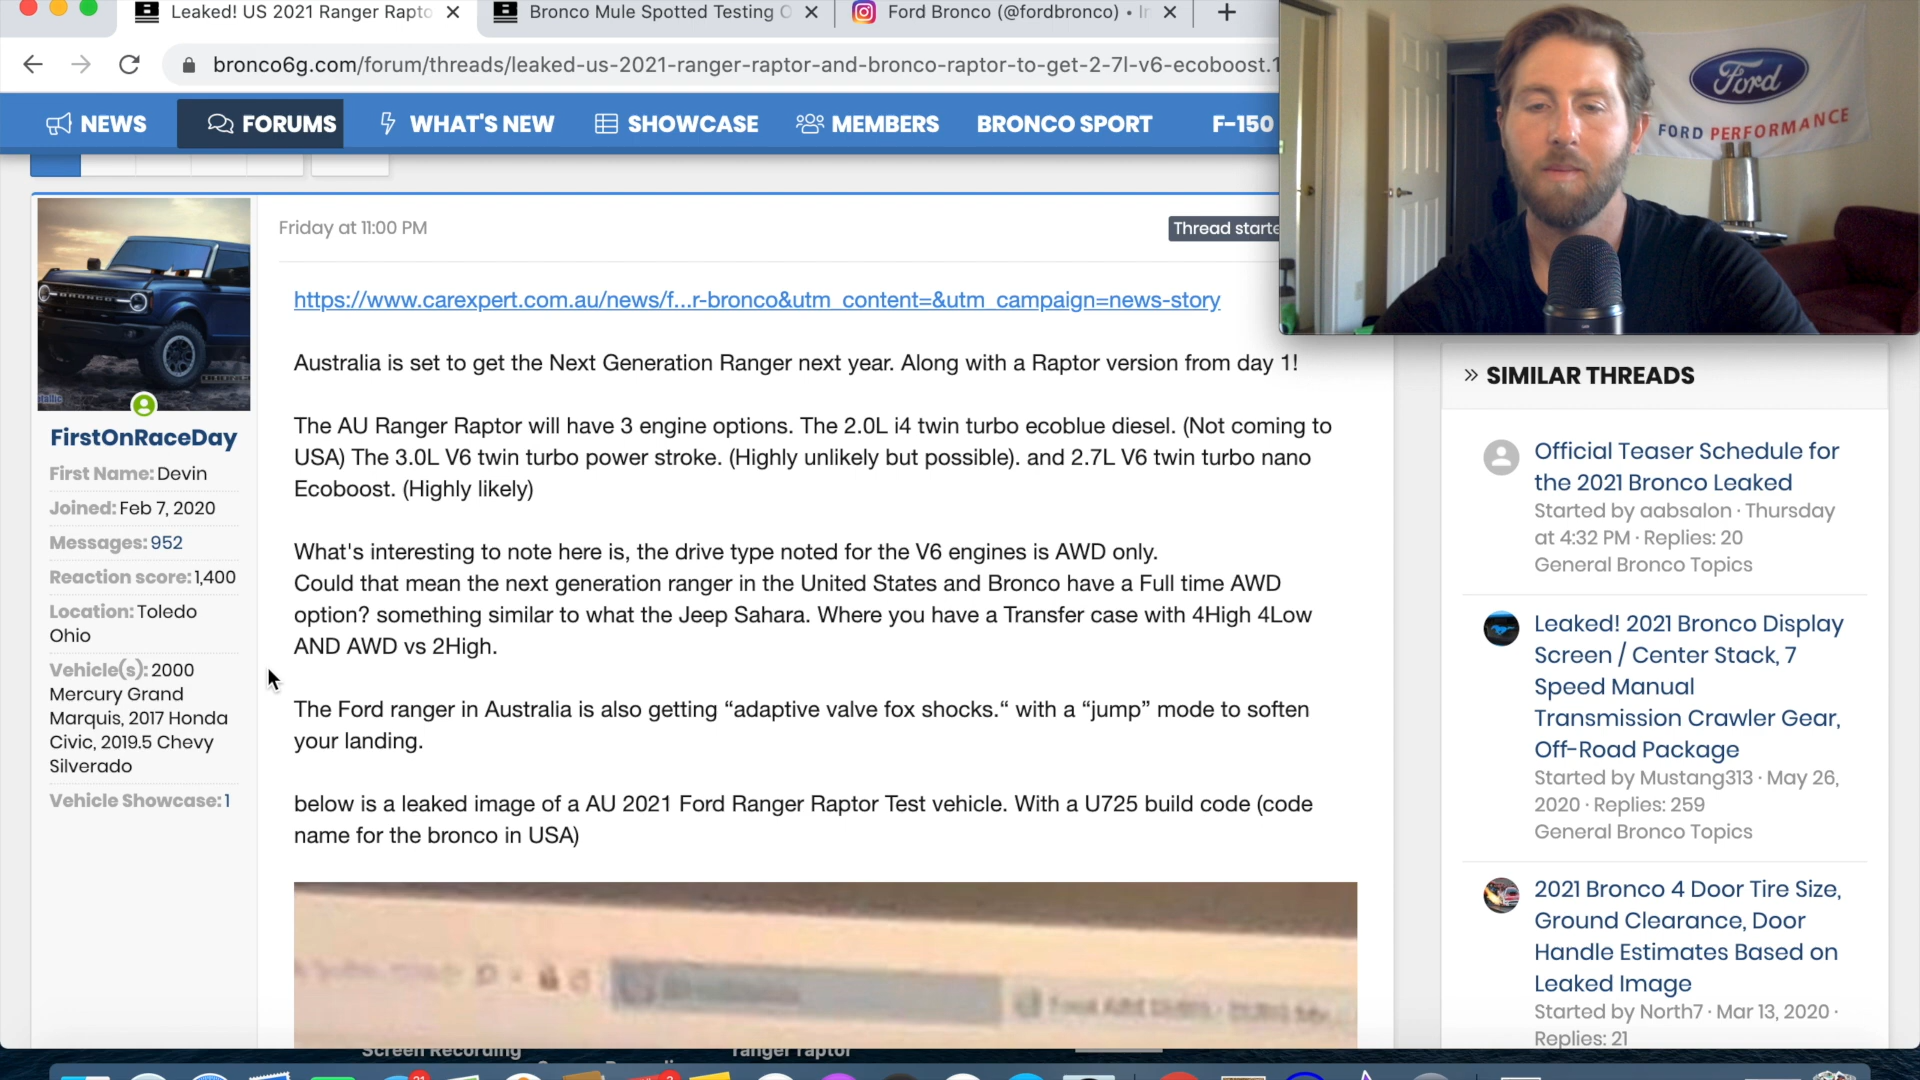 Leaked! US 2021 Ranger Rapto
Bronco Mule Spotted Testing
Ford Bronco (@fordbronco) •
bronco6g.com/forum/threads/leaked-us-2021-ranger-raptor-and-bronco-raptor-to-get-2-7l-v6-ecoboost.1
NEWS
FORUMS
WHAT'S NEW
SHOWCASE
MEMBERS
BRONCO SPORT
F-150
Ford
FORD PERFORMANCE
Friday at 11:00 PM
Thread starte
BRONCO
FirstOnRaceDay
First Name: Devin
Joined: Feb 7, 2020
Messages: 952
Reaction score: 1,400
Location: Toledo
Ohio
Vehicle(s): 2000
Mercury Grand
Marquis, 2017 Honda
Civic, 2019.5 Chevy
Silverado
Vehicle Showcase: 1
https://www.carexpert.com.au/news/f...r-bronco&utm_content=&utm_campaign=news-story
Australia is set to get the Next Generation Ranger next year. Along with a Raptor version from day 1!
The AU Ranger Raptor will have 3 engine options. The 2.0L i4 twin turbo ecoblue diesel. (Not coming to
USA) The 3.0L V6 twin turbo power stroke. (Highly unlikely but possible). and 2.7L V6 twin turbo nano
Ecoboost. (Highly likely)
What's interesting to note here is, the drive type noted for the V6 engines is AWD only.
Could that mean the next generation ranger in the United States and Bronco have a Full time AWD
option? something similar to what the Jeep Sahara. Where you have a Transfer case with 4High 4Low
AND AWD vs 2High.
The Ford ranger in Australia is also getting “adaptive valve fox shocks.“ with a “jump” mode to soften
your landing.
below is a leaked image of a AU 2021 Ford Ranger Raptor Test vehicle. With a U725 build code (code
name for the bronco in USA)
SIMILAR THREADS
Official Teaser Schedule for
the 2021 Bronco Leaked
Started by aabsalon · Thursday
at 4:32 PM · Replies: 20
General Bronco Topics
Leaked! 2021 Bronco Display
Screen / Center Stack, 7
Speed Manual
Transmission Crawler Gear,
Off-Road Package
Started by Mustang313 · May 26,
2020 · Replies: 259
General Bronco Topics
2021 Bronco 4 Door Tire Size,
Ground Clearance, Door
Handle Estimates Based on
Leaked Image
Started by North7 · Mar 13, 2020 ·
Replies: 21
Screen Recording
ranger raptor